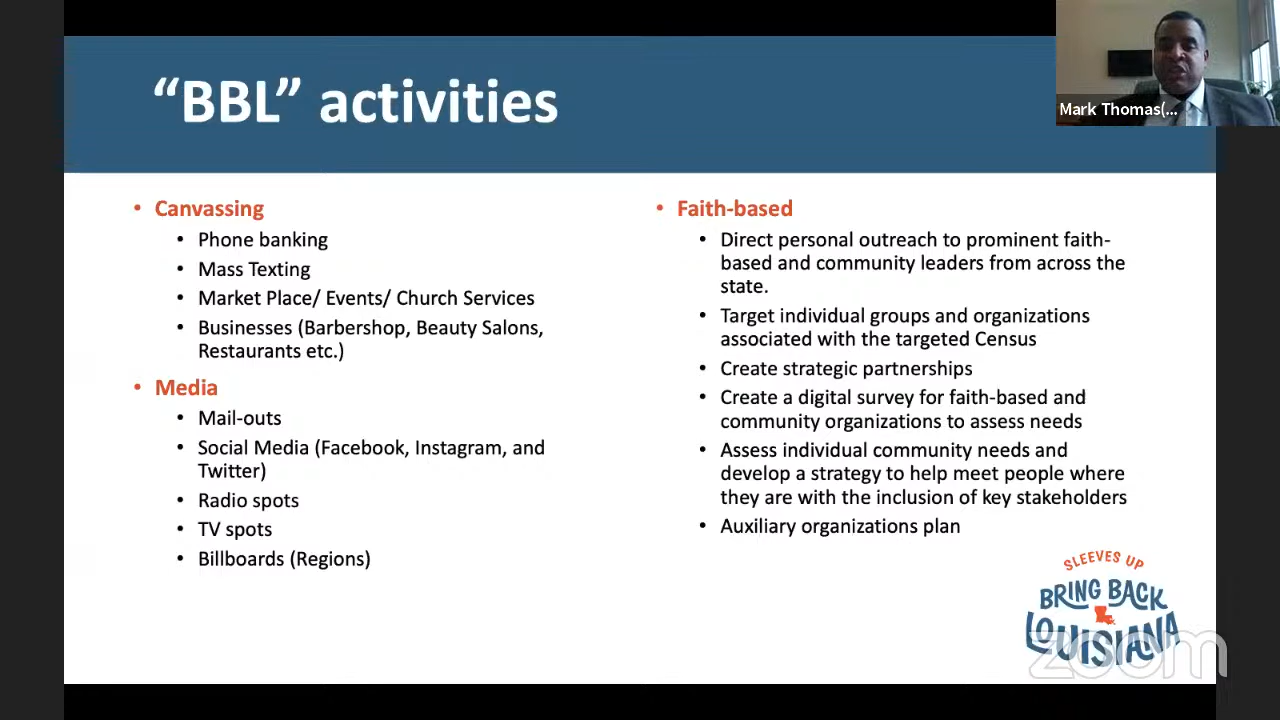 “BBL” activities
Mark Thomas(...
• Canvassing
• Phone banking
• Mass Texting
• Market Place/ Events/ Church Services
• Businesses (Barbershop, Beauty Salons,
Restaurants etc.)
• Media
• Mail-outs
• Social Media (Facebook, Instagram, and
Twitter)
• Radio spots
• TV spots
• Billboards (Regions)
• Faith-based
• Direct personal outreach to prominent faith-
based and community leaders from across the
state.
• Target individual groups and organizations
associated with the targeted Census
• Create strategic partnerships
• Create a digital survey for faith-based and
community organizations to assess needs
• Assess individual community needs and
develop a strategy to help meet people where
they are with the inclusion of key stakeholders
• Auxiliary organizations plan
SLEEVES UP
BRING BACK
LOUISIANA
zoom